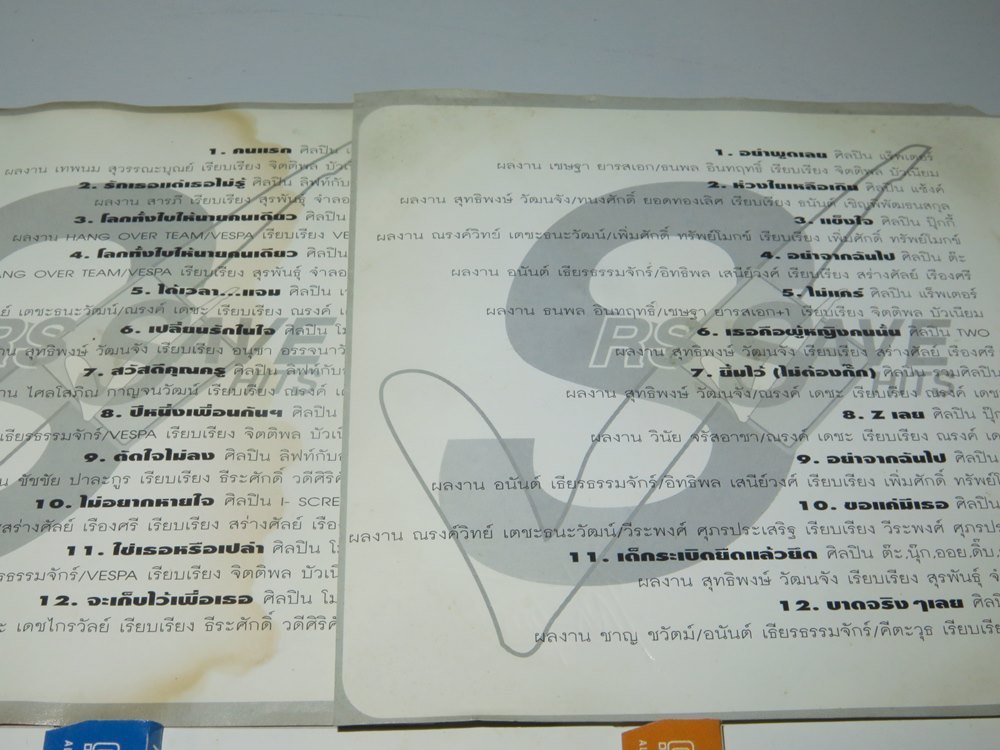 1. คนแรก ศิลปิน
ผลงาน เทพนม สุวรรณะบุณย์ เรียบเรียง จิตติพล
2. รักเธอแต่เธอไม่รู้ ศิลปิน ลิฟท์กับ
ผลงาน สารภี เรียบเรียง สุรพันธุ์ จำลอ
3. โลกทั้งใบให้นายคนเดียว ศิลปิน
ผลงาน HANG OVER TEAM/VESPA เรียบเรียง VE
4. โลกทั้งใบให้นายคนเดียว ศิลปิน
ANG OVER TEAM/VESPA เรียบเรียง สุรพันธุ์ จำลอ
5. ได้เวลา...แจม ศิลปิน
เตชะธนะวัฒน์/ณรงค์ เดชะ เรียบเรียง ณรงค์
6. เปลี่ยนรักในใจ ศิลปิน
สุทธิพงษ์ วัฒนจัง เรียบเรียง อนุชา อรรจนาวั
7. สวัสดีคุณครู ศิลปิน ลิฟท์กับ
ไคลโสภิณ กาญจนวัฒน์ เรียบเรียง ณรงค์
8. ปีหนึ่งเพื่อนกันฯ ศิลปิน
เธียรธรรมจักร์/VESPA เรียบเรียง จิตติพล
9. ตัดใจไม่ลง ศิลปิน ลิฟท์กับ
ชัชชัย ปาละกูร เรียบเรียง ธีระศักดิ์ วดีศิริศั
10. ไม่อยากหายใจ ศิลปิน I- SCRE
สร่างศัลย์ เรืองศรี เรียบเรียง สร่างศัลย์ เรือง
11. ใช่เธอหรือเปล่า ศิลปิน
ธรรมจักร์/VESPA เรียบเรียง จิตติพล
12. จะเก็บไว้เพื่อเธอ ศิลปิน
เดชไกรวัลย์ เรียบเรียง ธีระศักดิ์ วดีศิริศั
1. อย่าพูดเลย ศิลปิน แร็พเตอร์
ผลงาน เชษฐา ยารสเอก/ธนพล อินทฤทธิ์ เรียบเรียง จิตติพล บัวเนียม
2. ห่วงใยเหลือเกิน ศิลปิน แซ้งค์
ผลงาน สุทธิพงษ์ วัฒนจัง/ทนงศักดิ์ ยอดทองเลิศ เรียบเรียง ธนันต์ เชิญพิพัฒธนสกุล
3. แข็งใจ ศิลปิน ปุ๊กกี้
ผลงาน ณรงค์วิทย์ เตชะธนะวัฒน์/เพิ่มศักดิ์ ทรัพย์โมกข์ เรียบเรียง เพิ่มศักดิ์ ทรัพย์โมกข์
4. อย่าจากฉันไป ศิลปิน ต๊ะ
ผลงาน อนันต์ เธียรธรรมจักร์/อิทธิพล เสนีย์วงศ์ เรียบเรียง สร่างศัลย์ เรืองศรี
5. ไม่แคร์ ศิลปิน แร็พเตอร์
ผลงาน ธนพล อินทฤทธิ์/เชษฐา ยารสเอก+1 เรียบเรียง จิตติพล บัวเนียม
6. เธอคือผู้หญิงคนนั้น ศิลปิน TWO
ผลงาน สุทธิพงษ์ วัฒนจัง เรียบเรียง สร่างศัลย์ เรืองศรี
7. ยิ้มไว้ (ไม่ต้องกั๊ก) ศิลปิน รวมศิลปิน
ผลงาน สุทธิพงษ์ วัฒนจัง/ณรงค์ เดชะ เรียบเรียง ณรงค์ เดช
8. Z เลย ศิลปิน ปุ๊ก
ผลงาน วินัย จรัสอาชา/ณรงค์ เดชะ เรียบเรียง ณรงค์ เด
9. อย่าจากฉันไป ศิลปิน
ผลงาน อนันต์ เธียรธรรมจักร์/อิทธิพล เสนีย์วงศ์ เรียบเรียง เพิ่มศักดิ์ ทรัพย์โ
10. ขอแค่มีเธอ ศิลปิน
ผลงาน ณรงค์วิทย์ เตชะธนะวัฒน์/วีระพงศ์ ศุภรประเสริฐ เรียบเรียง วีระพงศ์ ศุภรปร
11. เด็กระเบิดยืดแล้วยึด ศิลปิน ต๊ะ,นุ๊ก,ออย,ติ๊บ,
ผลงาน สุทธิพงษ์ วัฒนจัง เรียบเรียง สุรพันธุ์
12. บาดจริง ๆ เลย ศิลปิน
ผลงาน ชาญ ชวัตม์/อนันต์ เธียรธรรมจักร์/คีตะวุธ เรียบเรีย
RS
HITS